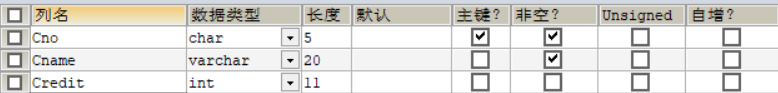 列名 数据类型 长度 默认 主键? 非空? Unsigned 自增?
Cno char 5
Cname varchar 20
Credit int 11